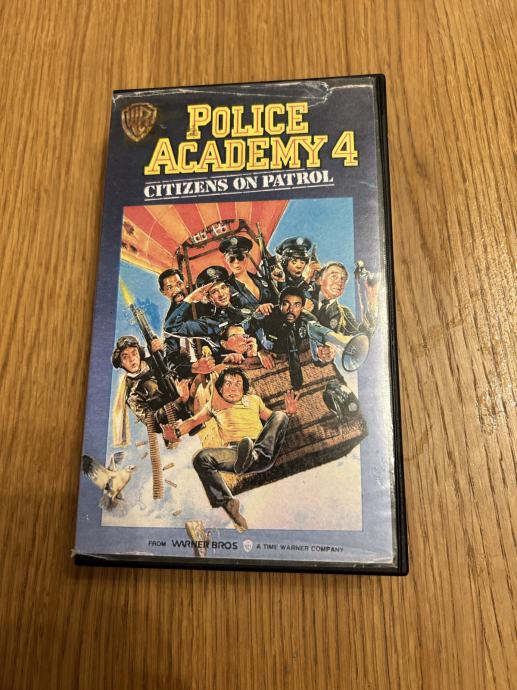 POLICE
ACADEMY 4
CITIZENS ON PATROL
FROM WARNER BROS A TIME WARNER COMPANY